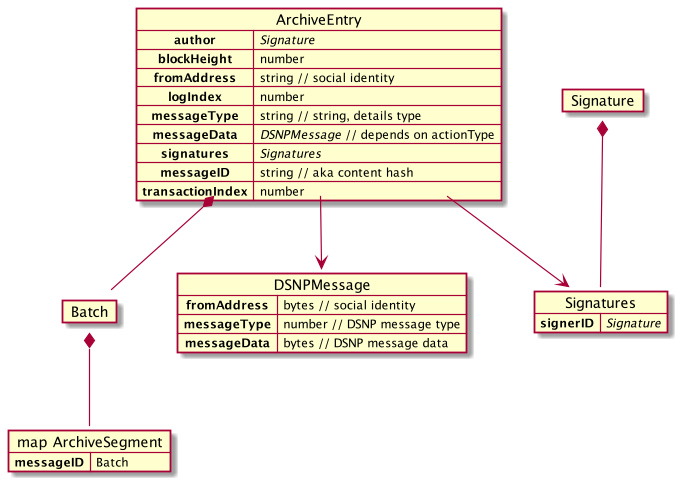 ArchiveEntry
author Signature
blockHeight number
fromAddress string // social identity
logIndex number
messageType string // string, details type
messageData DSNPMessage // depends on actionType
signatures Signatures
messageID string // aka content hash
transactionIndex number
Signature
DSNPMessage
fromAddress bytes // social identity
messageType number // DSNP message type
messageData bytes // DSNP message data
Batch
Signatures
signerID Signature
map ArchiveSegment
messageID Batch